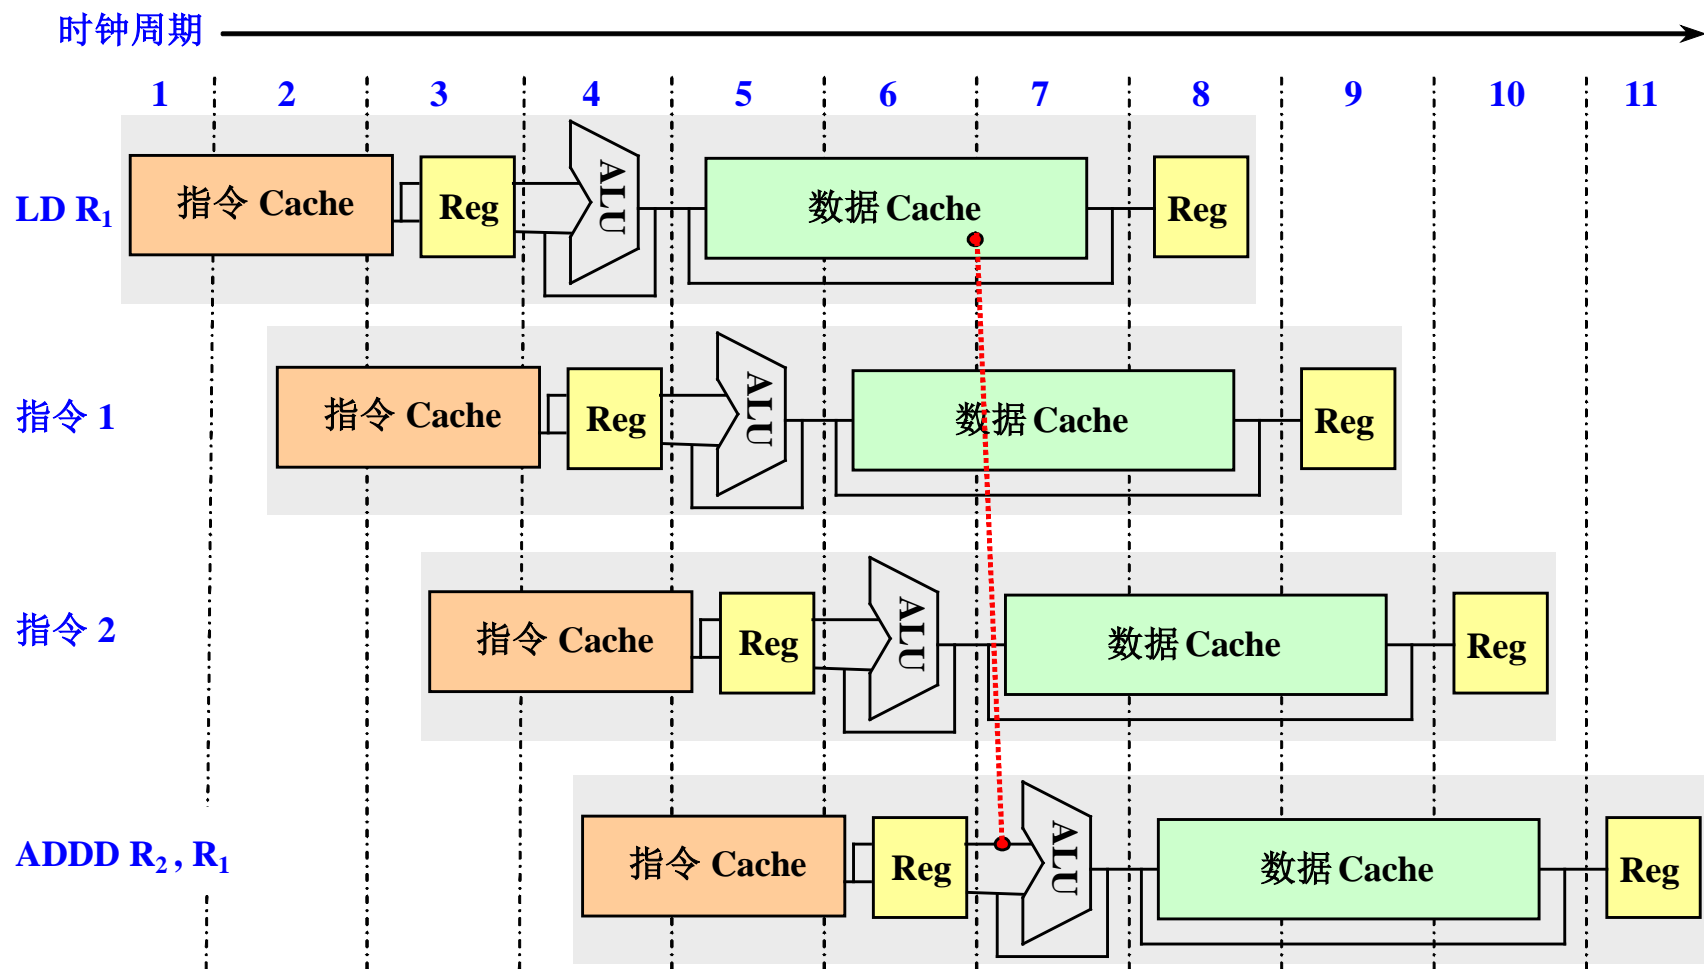 时钟周期
1 2 3 4 5 6 7 8 9 10 11
LD R₁ 指令 Cache Reg ALU 数据 Cache Reg
指令 1 指令 Cache Reg ALU 数据 Cache Reg
指令 2 指令 Cache Reg ALU 数据 Cache Reg
ADDD R₂ , R₁ 指令 Cache Reg ALU 数据 Cache Reg